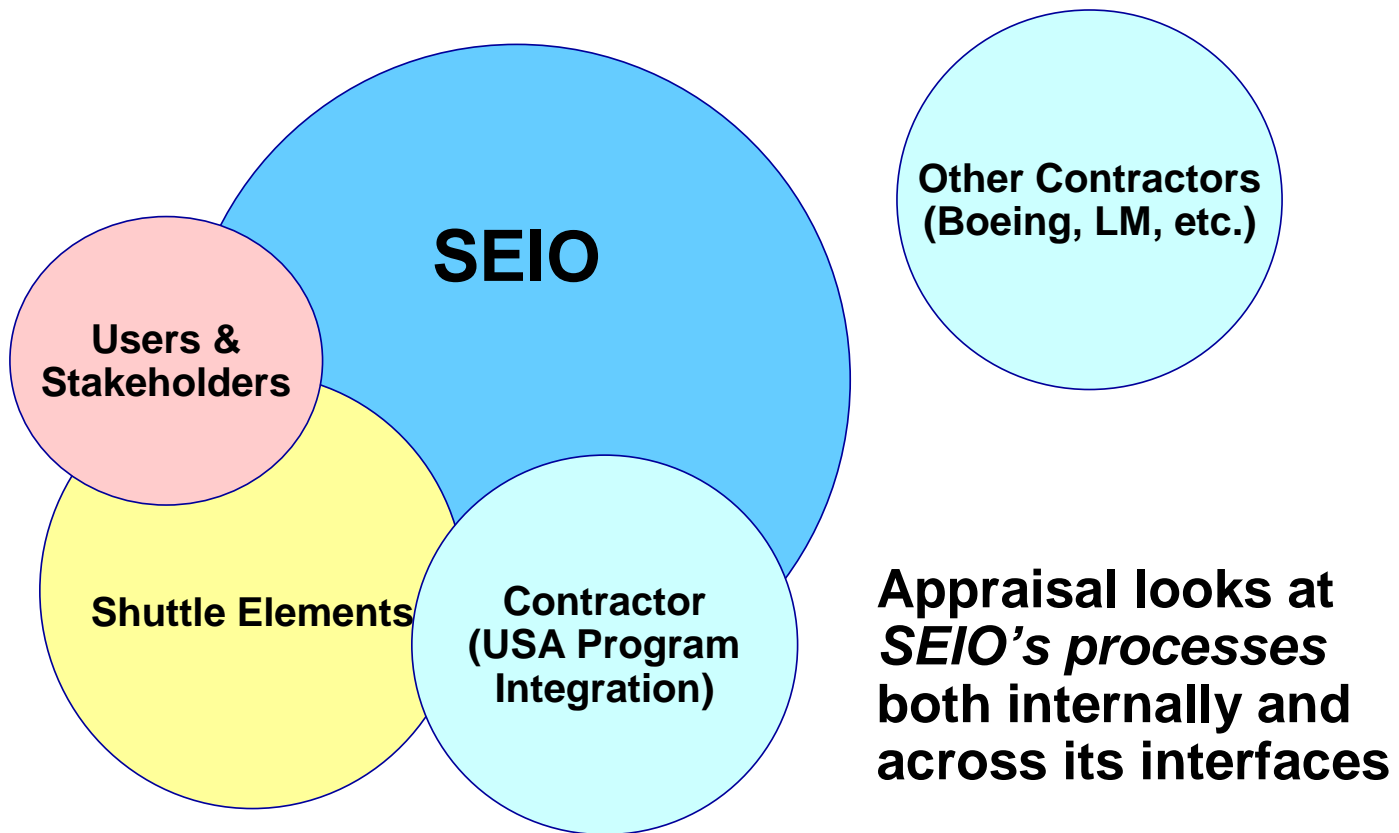 SEIO
Other Contractors
(Boeing, LM, etc.)
Users &
Stakeholders
Shuttle Elements
Contractor
(USA Program
Integration)
Appraisal looks at
SEIO’s processes
both internally and
across its interfaces